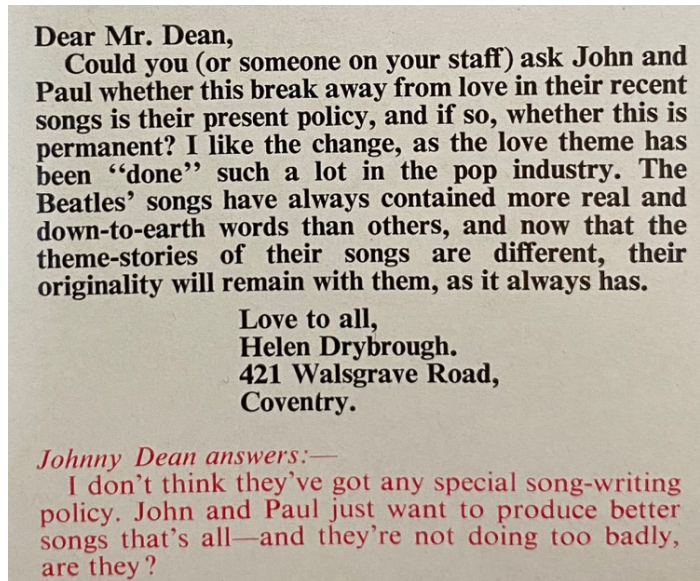 Dear Mr. Dean,
Could you (or someone on your staff) ask John and
Paul whether this break away from love in their recent
songs is their present policy, and if so, whether this is
permanent? I like the change, as the love theme has
been “done” such a lot in the pop industry. The
Beatles’ songs have always contained more real and
down-to-earth words than others, and now that the
theme-stories of their songs are different, their
originality will remain with them, as it always has.
Love to all,
Helen Drybrough.
421 Walsgrave Road,
Coventry.
Johnny Dean answers:—
I don’t think they’ve got any special song-writing
policy. John and Paul just want to produce better
songs that’s all—and they’re not doing too badly,
are they?